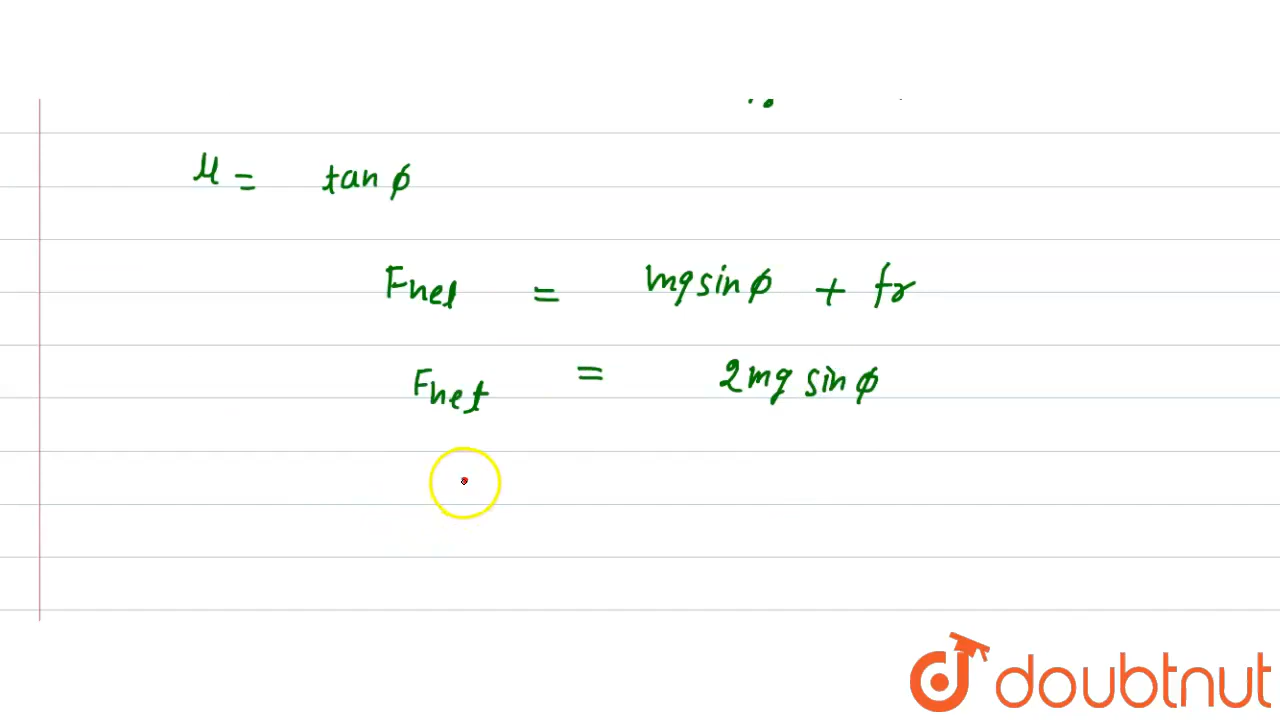 μ = tan ϕ
Fnet = mg sin ϕ + fr
Fnet = 2mg sin ϕ
doubtnut